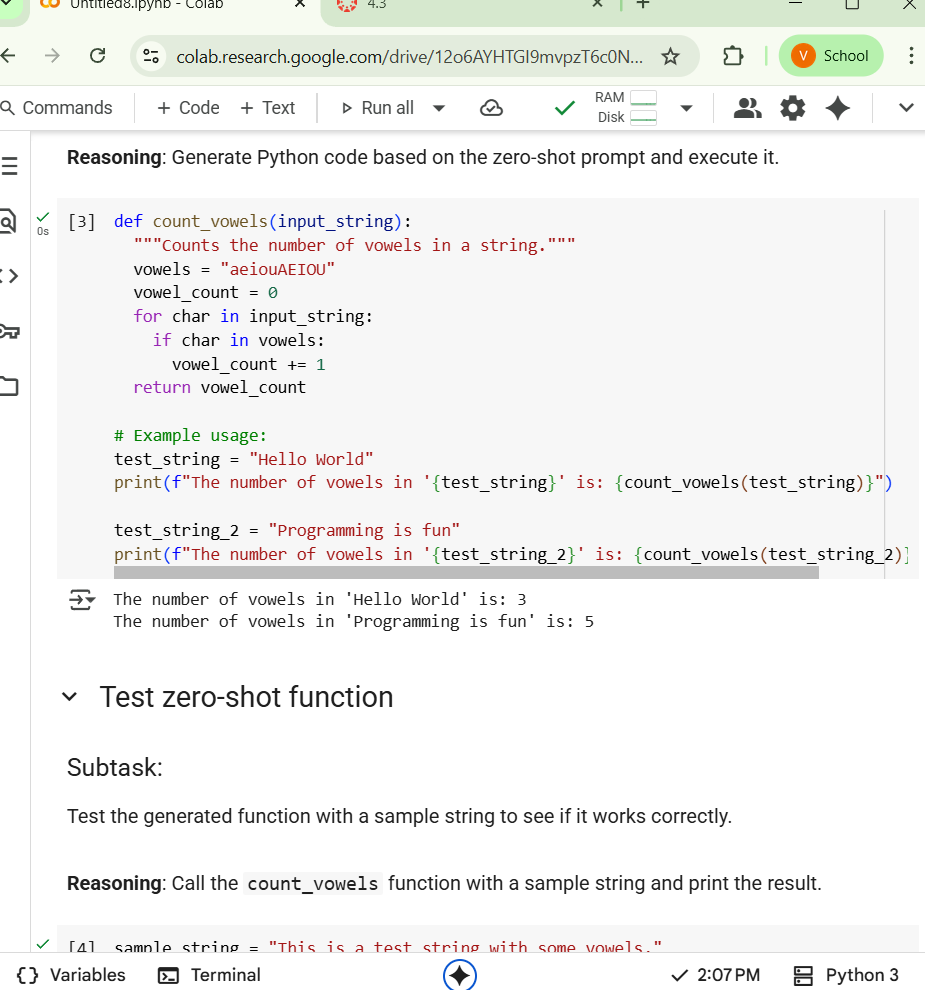 Untitled8.ipynb - Colab
4.3
colab.research.google.com/drive/12o6AYHTGI9mvpzT6c0N...
V School
Commands + Code + Text Run all RAM
Disk
Reasoning: Generate Python code based on the zero-shot prompt and execute it.
0s
[3] def count_vowels(input_string):
"""Counts the number of vowels in a string."""
vowels = "aeiouAEIOU"
vowel_count = 0
for char in input_string:
if char in vowels:
vowel_count += 1
return vowel_count
# Example usage:
test_string = "Hello World"
print(f"The number of vowels in '{test_string}' is: {count_vowels(test_string)}")
test_string_2 = "Programming is fun"
print(f"The number of vowels in '{test_string_2}' is: {count_vowels(test_string_2)}
The number of vowels in 'Hello World' is: 3
The number of vowels in 'Programming is fun' is: 5
Test zero-shot function
Subtask:
Test the generated function with a sample string to see if it works correctly.
Reasoning: Call the count_vowels function with a sample string and print the result.
[4] sample_string = "This is a test string with some vowels."
{} Variables Terminal 2:07 PM Python 3